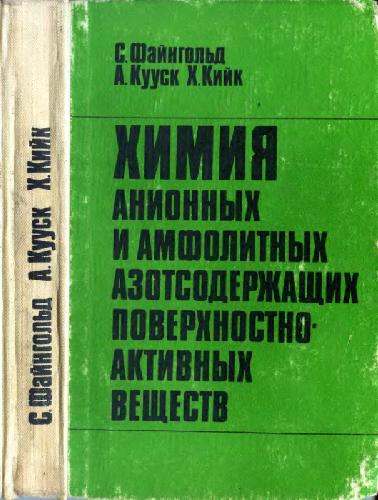 С. Файнгольд А. Кууск Х. Кийк
С. Файнгольд
А. Кууск Х. Кийк
ХИМИЯ
АНИОННЫХ
И АМФОЛИТНЫХ
АЗОТСОДЕРЖАЩИХ
ПОВЕРХНОСТНО-
АКТИВНЫХ
ВЕЩЕСТВ